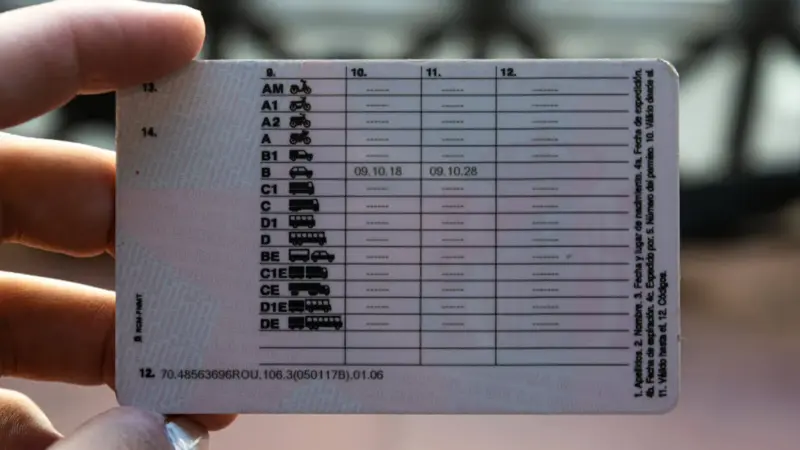 9. 10. 11. 12.
13.
AM ------ ------ ------
A1 ------ ------ ------
A2 ------ ------ ------
14.
A ------ ------ ------
B1 ------ ------ ------
B 09.10.18 09.10.28
C1 ------ ------ ------
C ------ ------ ------
D1 ------ ------ ------
D ------ ------ ------
BE ------ ------ ------
C1E ------ ------ ------
CE ------ ------ ------
D1E ------ ------ ------
DE ------ ------ ------
12. 70.48563696ROU,106.3(050117B),01.06
1. Apellidos. 2. Nombre. 3. Fecha y lugar de nacimiento. 4a. Fecha de expedición.
4b. Fecha de expiración. 4c. Expedido por. 5. Número del permiso. 10. Válido desde el.
11. Válido hasta el. 12. Códigos.